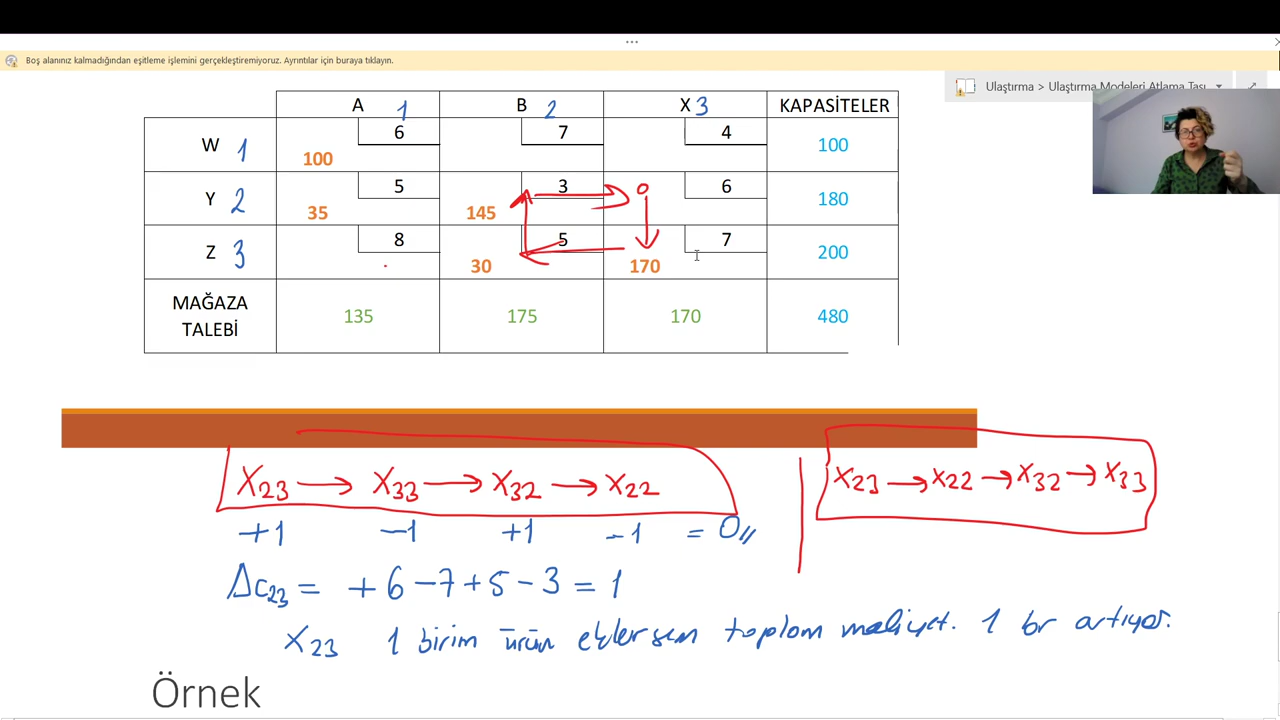 Boş alanınız kalmadığından eşitleme işlemini gerçekleştiremiyoruz. Ayrıntılar için buraya tıklayın.
Ulaştırma > Ulaştırma Modeleri Atlama Taşı
A 1 B 2 X 3 KAPASİTELER
W 1 6 7 4 100
100
Y 2 5 3 6 180
35 145 0
Z 3 8 5 7 200
30 170
MAĞAZA TALEBİ 135 175 170 480
X23 → X33 → X32 → X22
X23 → X22 → X32 → X33
+1 -1 +1 -1 = 0//
Δc23 = +6-7+5-3 = 1
X23 1 birim ürün eklersem toplom maliyet. 1 br artıyor.
Örnek